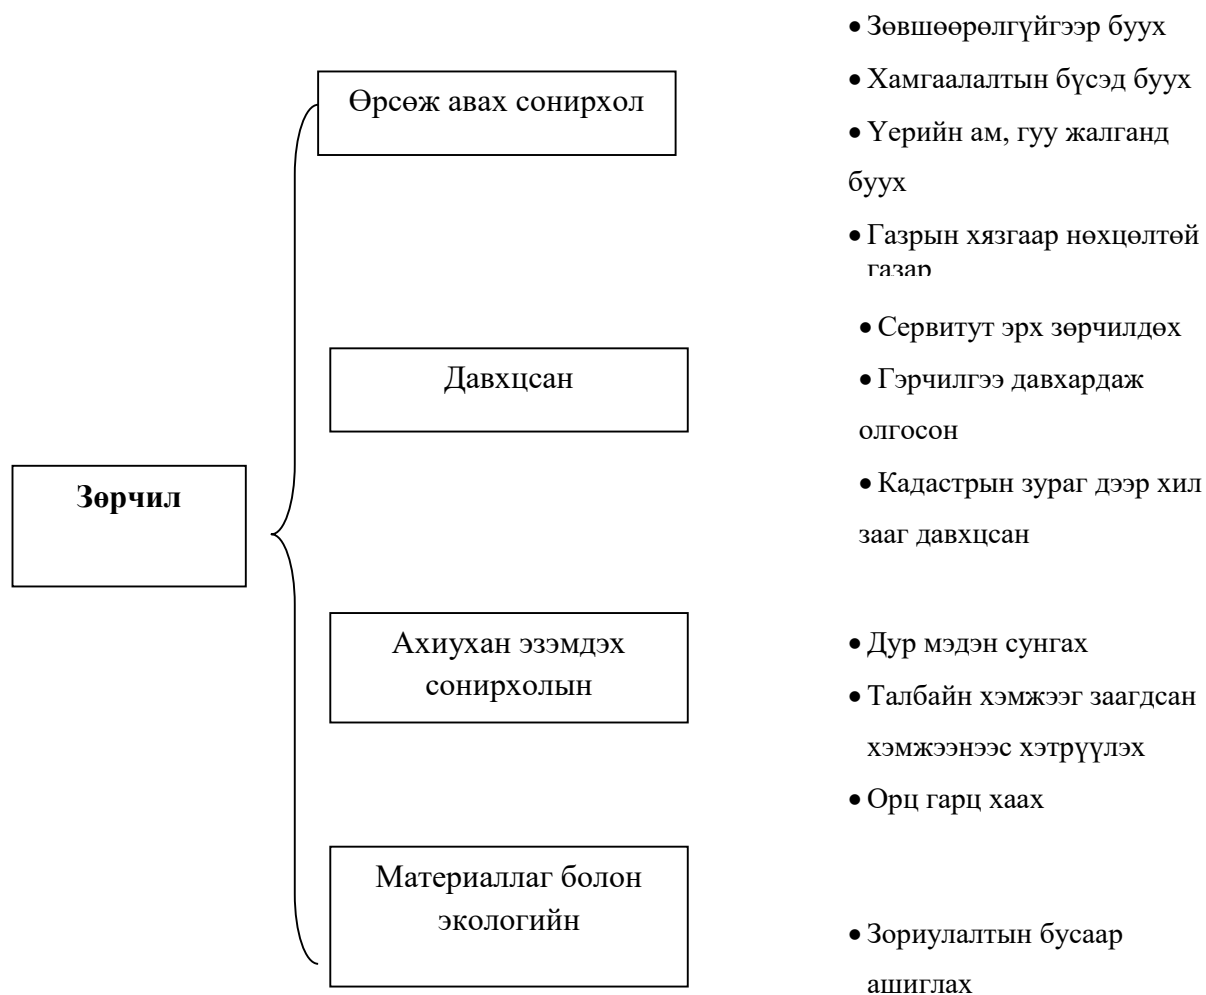 Зөрчил
Өрсөж авах сонирхол
• Зөвшөөрөлгүйгээр буух
• Хамгаалалтын бүсэд буух
• Үерийн ам, гуу жалганд
буух
• Газрын хязгаар нөхцөлтэй
газар
Давхцсан
• Сервитут эрх зөрчилдөх
• Гэрчилгээ давхардаж
олгосон
• Кадастрын зураг дээр хил
зааг давхцсан
Ахиухан эзэмдэх
сонирхолын
• Дур мэдэн сунгах
• Талбайн хэмжээг заагдсан
хэмжээнээс хэтрүүлэх
• Орц гарц хаах
Материаллаг болон
экологийн
• Зориулалтын бусаар
ашиглах